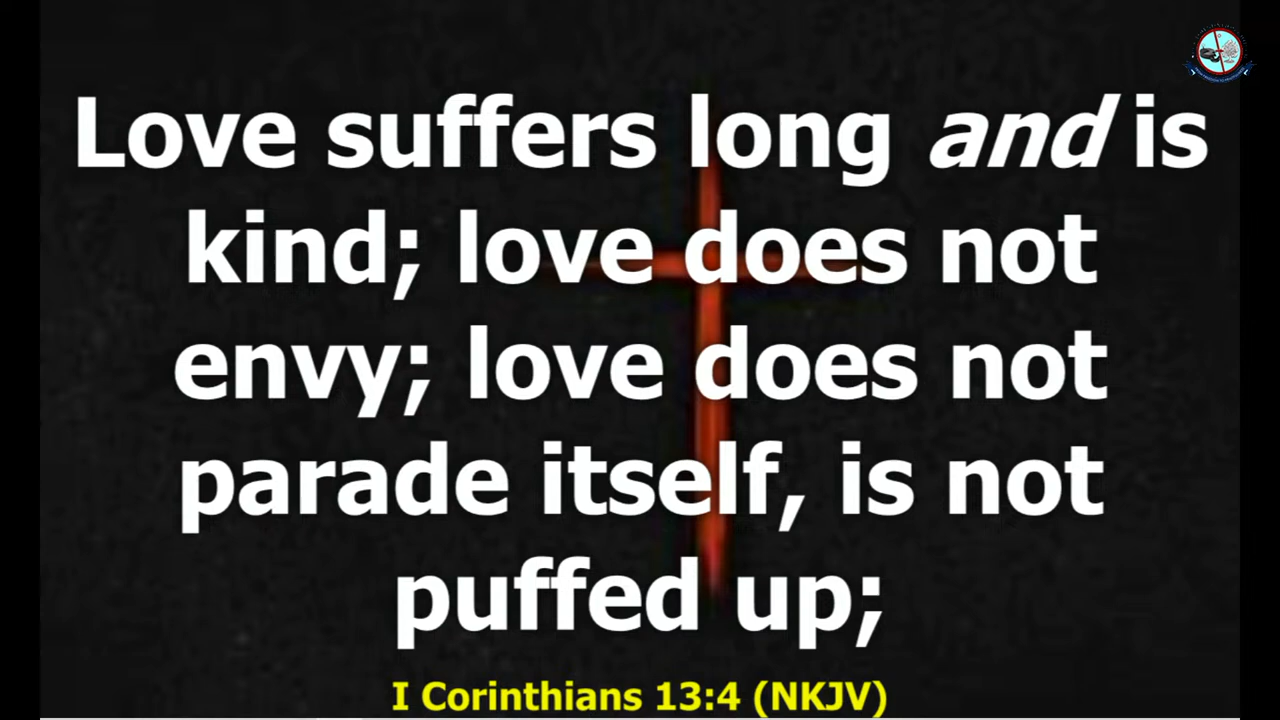 Love suffers long and is
kind; love does not
envy; love does not
parade itself, is not
puffed up;
I Corinthians 13:4 (NKJV)